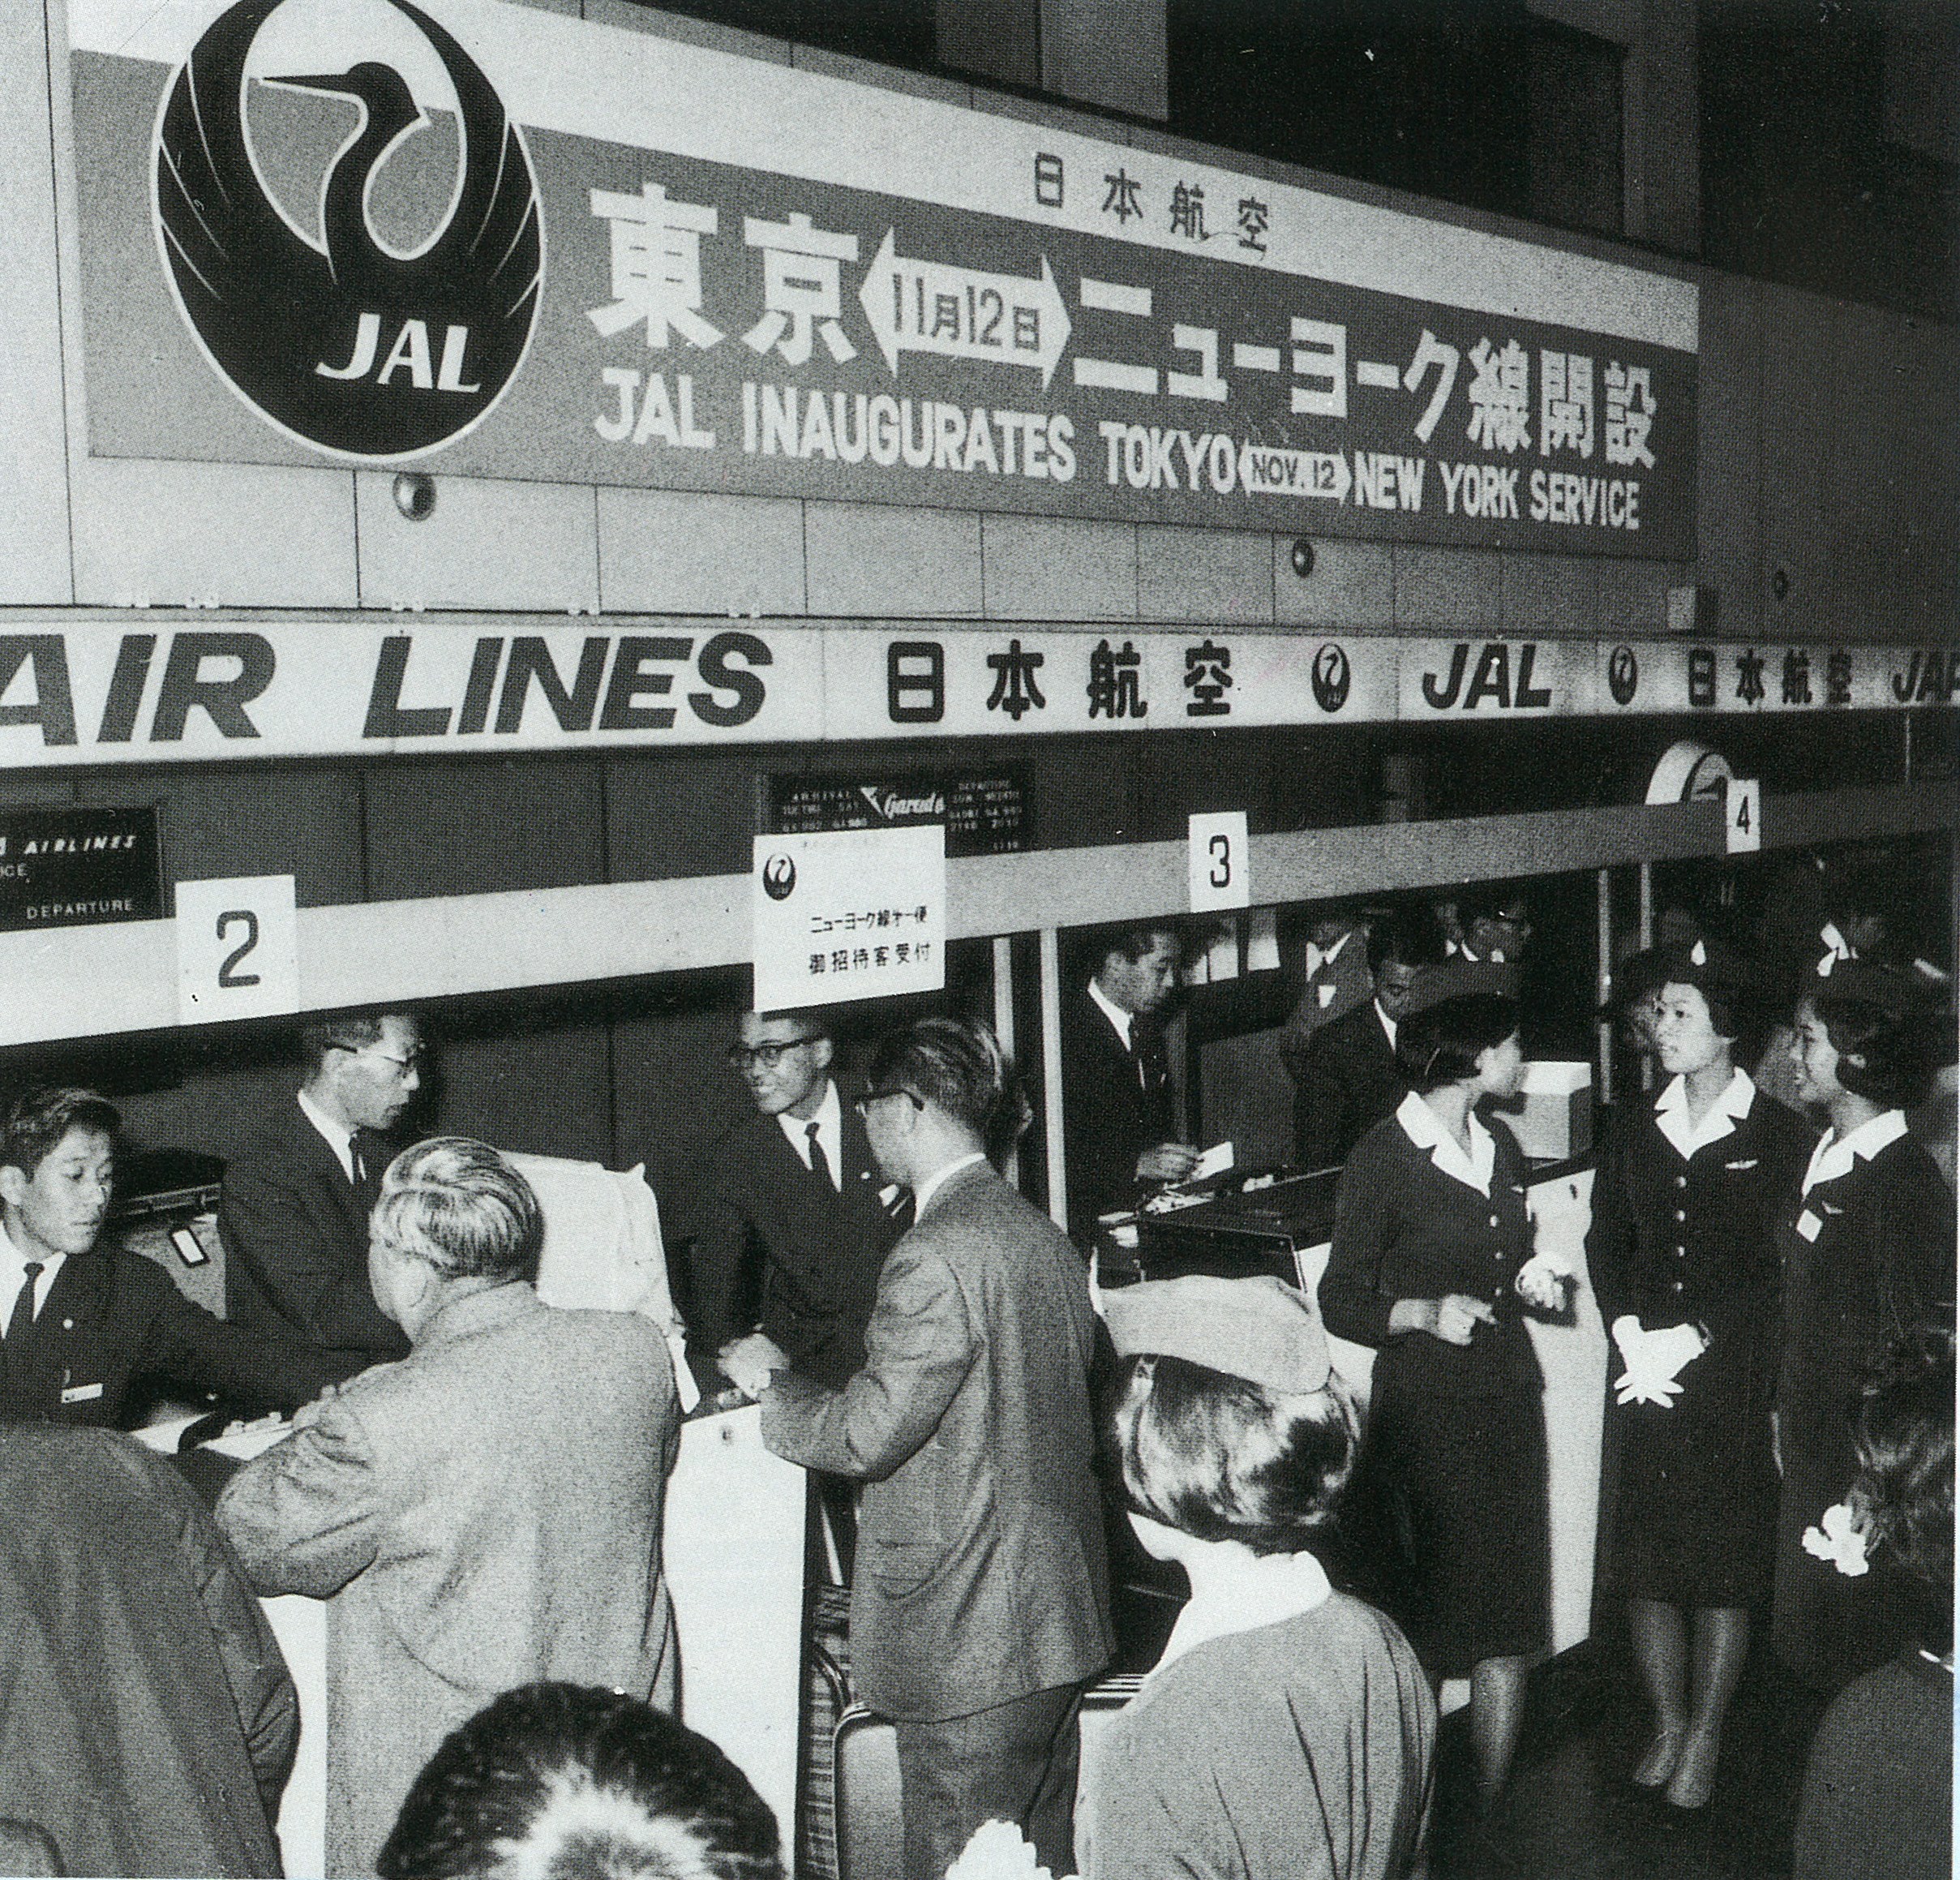 日本航空
東京 11月12日 ニューヨーク線開設
JAL
JAL INAUGURATES TOKYO NOV. 12 NEW YORK SERVICE
AIR LINES 日本航空 JAL 日本航空
AIRLINES
DEPARTURE
2
ARRIVAL
Garuda
DEPARTURE
ニューヨーク線オ一便
御招待客受付
3
4